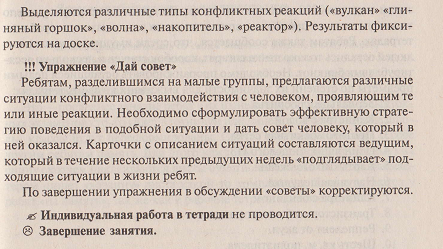 Выделяются различные типы конфликтных реакций («вулкан» «гли-
няный горшок», «волна», «накопитель», «реактор»). Результаты фикси-
руются на доске.
!!! Упражнение «Дай совет»
Ребятам, разделившимся на малые группы, предлагаются различные
ситуации конфликтного взаимодействия с человеком, проявляющим те
или иные реакции. Необходимо сформулировать эффективную страте-
гию поведения в подобной ситуации и дать совет человеку, который в
ней оказался. Карточки с описанием ситуаций составляются ведущим,
который в течение нескольких предыдущих недель «подглядывает» под-
ходящие ситуации в жизни ребят.
По завершении упражнения в обсуждении «советы» корректируются.
✍ Индивидуальная работа в тетради не проводится.
☹ Завершение занятия.